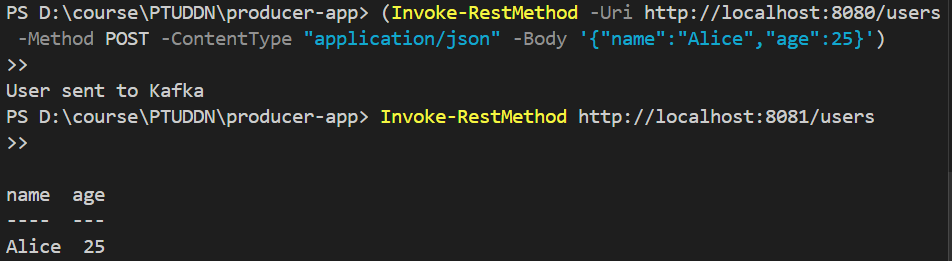 PS D:\course\PTUDDN\producer-app> (Invoke-RestMethod -Uri http://localhost:8080/users
 -Method POST -ContentType "application/json" -Body '{"name":"Alice","age":25}')
>>
User sent to Kafka
PS D:\course\PTUDDN\producer-app> Invoke-RestMethod http://localhost:8081/users
>>
name  age
----  ---
Alice  25